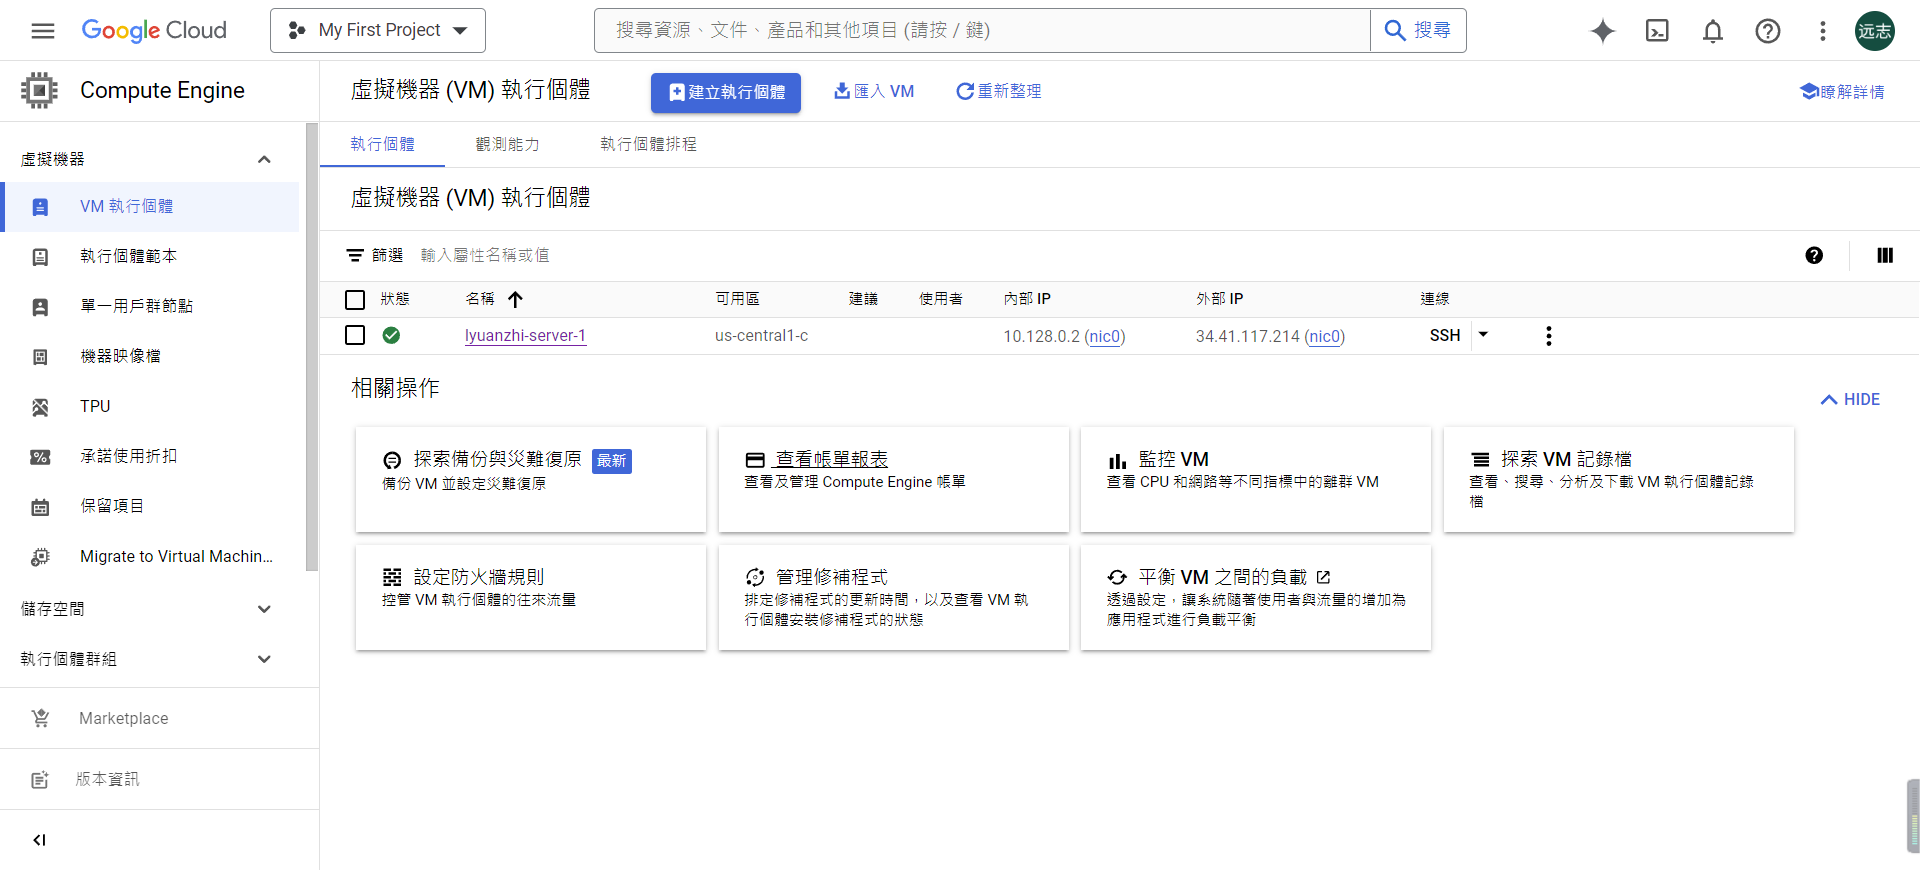 Google Cloud
My First Project
搜尋資源、文件、產品和其他項目 (請按 / 鍵)
搜尋
远志
Compute Engine
虛擬機器 (VM) 執行個體
建立執行個體
匯入 VM
重新整理
瞭解詳情
虛擬機器
VM 執行個體
執行個體範本
單一用戶群節點
機器映像檔
TPU
承諾使用折扣
保留項目
Migrate to Virtual Machin...
儲存空間
執行個體群組
Marketplace
版本資訊
執行個體
觀測能力
執行個體排程
虛擬機器 (VM) 執行個體
篩選
輸入屬性名稱或值
狀態
名稱
可用區
建議
使用者
內部 IP
外部 IP
連線
lyuanzhi-server-1
us-central1-c
10.128.0.2 (nic0)
34.41.117.214 (nic0)
SSH
相關操作
HIDE
探索備份與災難復原
最新
備份 VM 並設定災難復原
查看帳單報表
查看及管理 Compute Engine 帳單
監控 VM
查看 CPU 和網路等不同指標中的離群 VM
探索 VM 記錄檔
查看、搜尋、分析及下載 VM 執行個體記錄
檔
設定防火牆規則
控管 VM 執行個體的往來流量
管理修補程式
排定修補程式的更新時間，以及查看 VM 執
行個體安裝修補程式的狀態
平衡 VM 之間的負載
透過設定，讓系統隨著使用者與流量的增加為
應用程式進行負載平衡